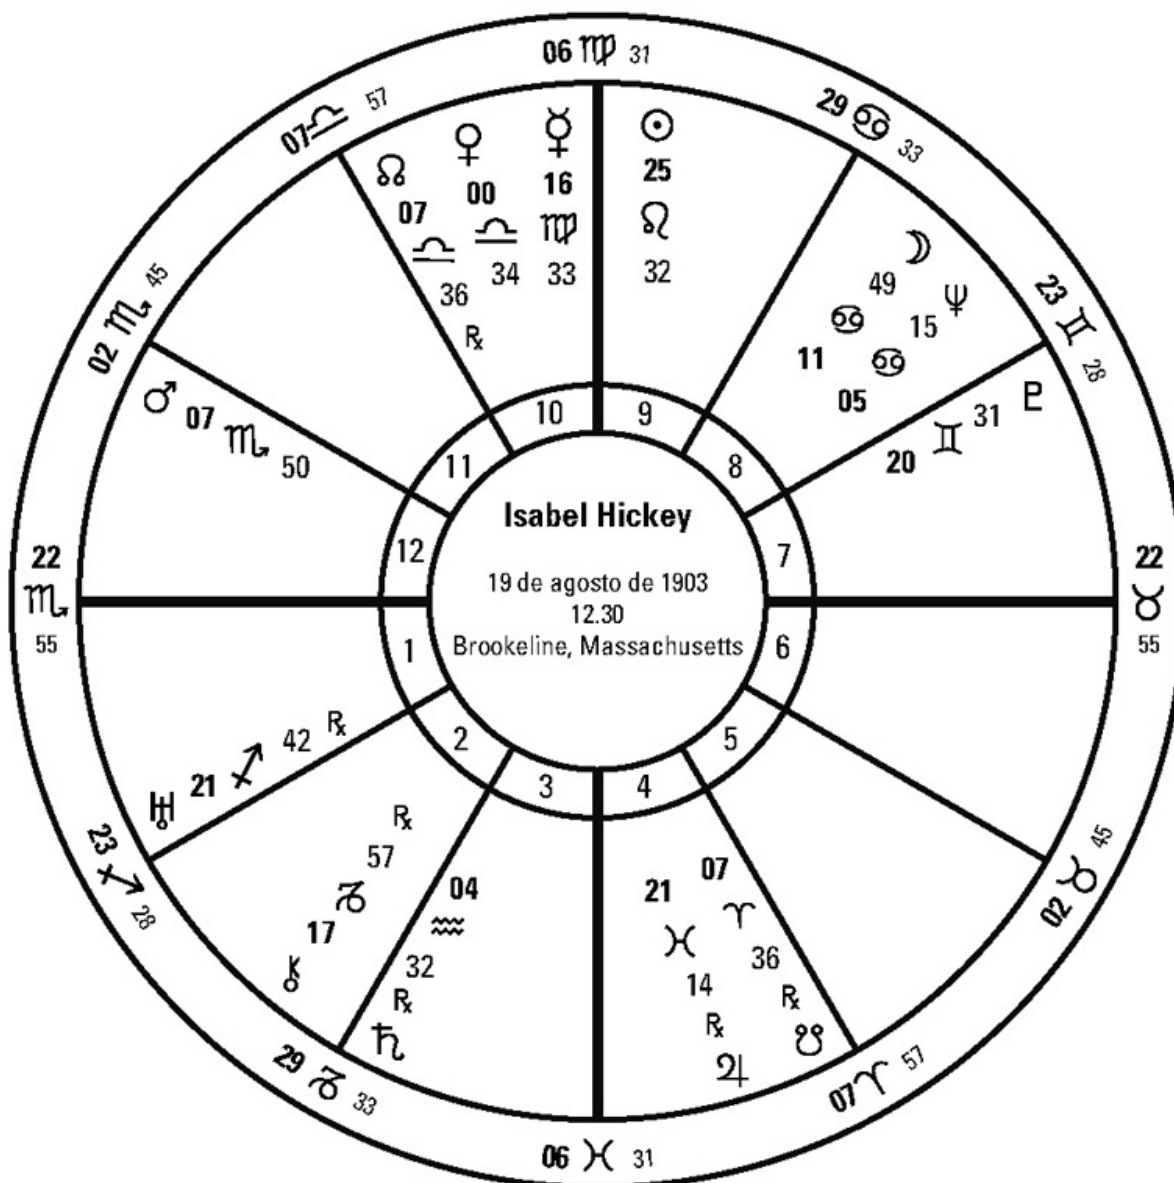 06 ♍ 31
29 ♋ 33
23 ♊ 28
22 ♉ 55
02 ♉ 45
07 ♈ 57
06 ♓ 31
29 ♑ 33
23 ♐ 28
22 ♏ 55
02 ♏ 45
07 ♎ 57
☊ 07 ♎ 36 ℞
♀ 00 ♎ 34
☿ 16 ♍ 33
☉ 25 ♌ 32
☽ 49 ♋ 11
♆ 15 ♋ 05
♇ 31 ♊ 20
♂ 07 ♏ 50
♅ 21 ♐ 42 ℞
⚷ 17 ♑ 57 ℞
04 ♒ 32 ℞ ♄
21 ♓ 14 ℞ ♃
07 ♈ 36 ℞ ☋
10
9
11
8
12
7
1
6
2
5
3
4
Isabel Hickey
19 de agosto de 1903
12.30
Brookeline, Massachusetts